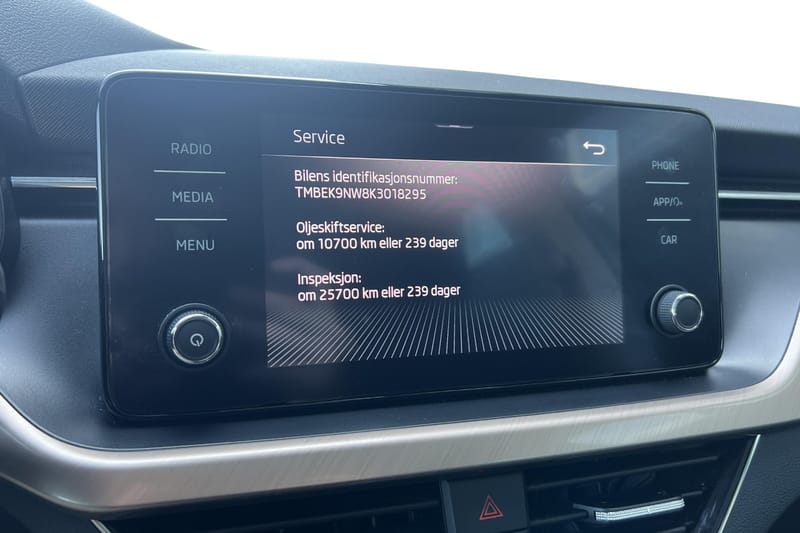 Service
RADIO
MEDIA
MENU
Bilens identifikasjonsnummer:
TMBEK9NW8K3018295
Oljeskiftservice:
om 10700 km eller 239 dager
Inspeksjon:
om 25700 km eller 239 dager
PHONE
APP/
CAR